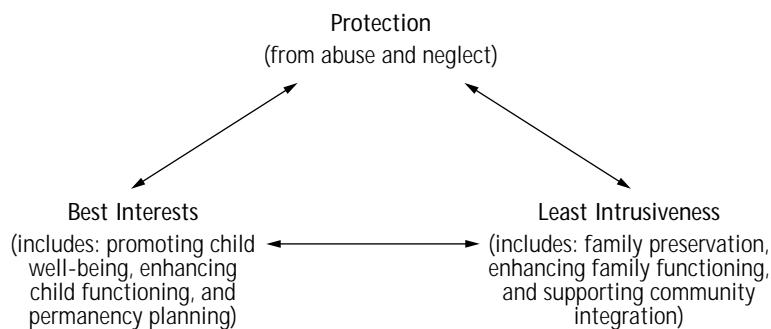 Protection
(from abuse and neglect)
Best Interests
(includes: promoting child
well-being, enhancing
child functioning, and
permanency planning)
Least Intrusiveness
(includes: family preservation,
enhancing family functioning,
and supporting community
integration)